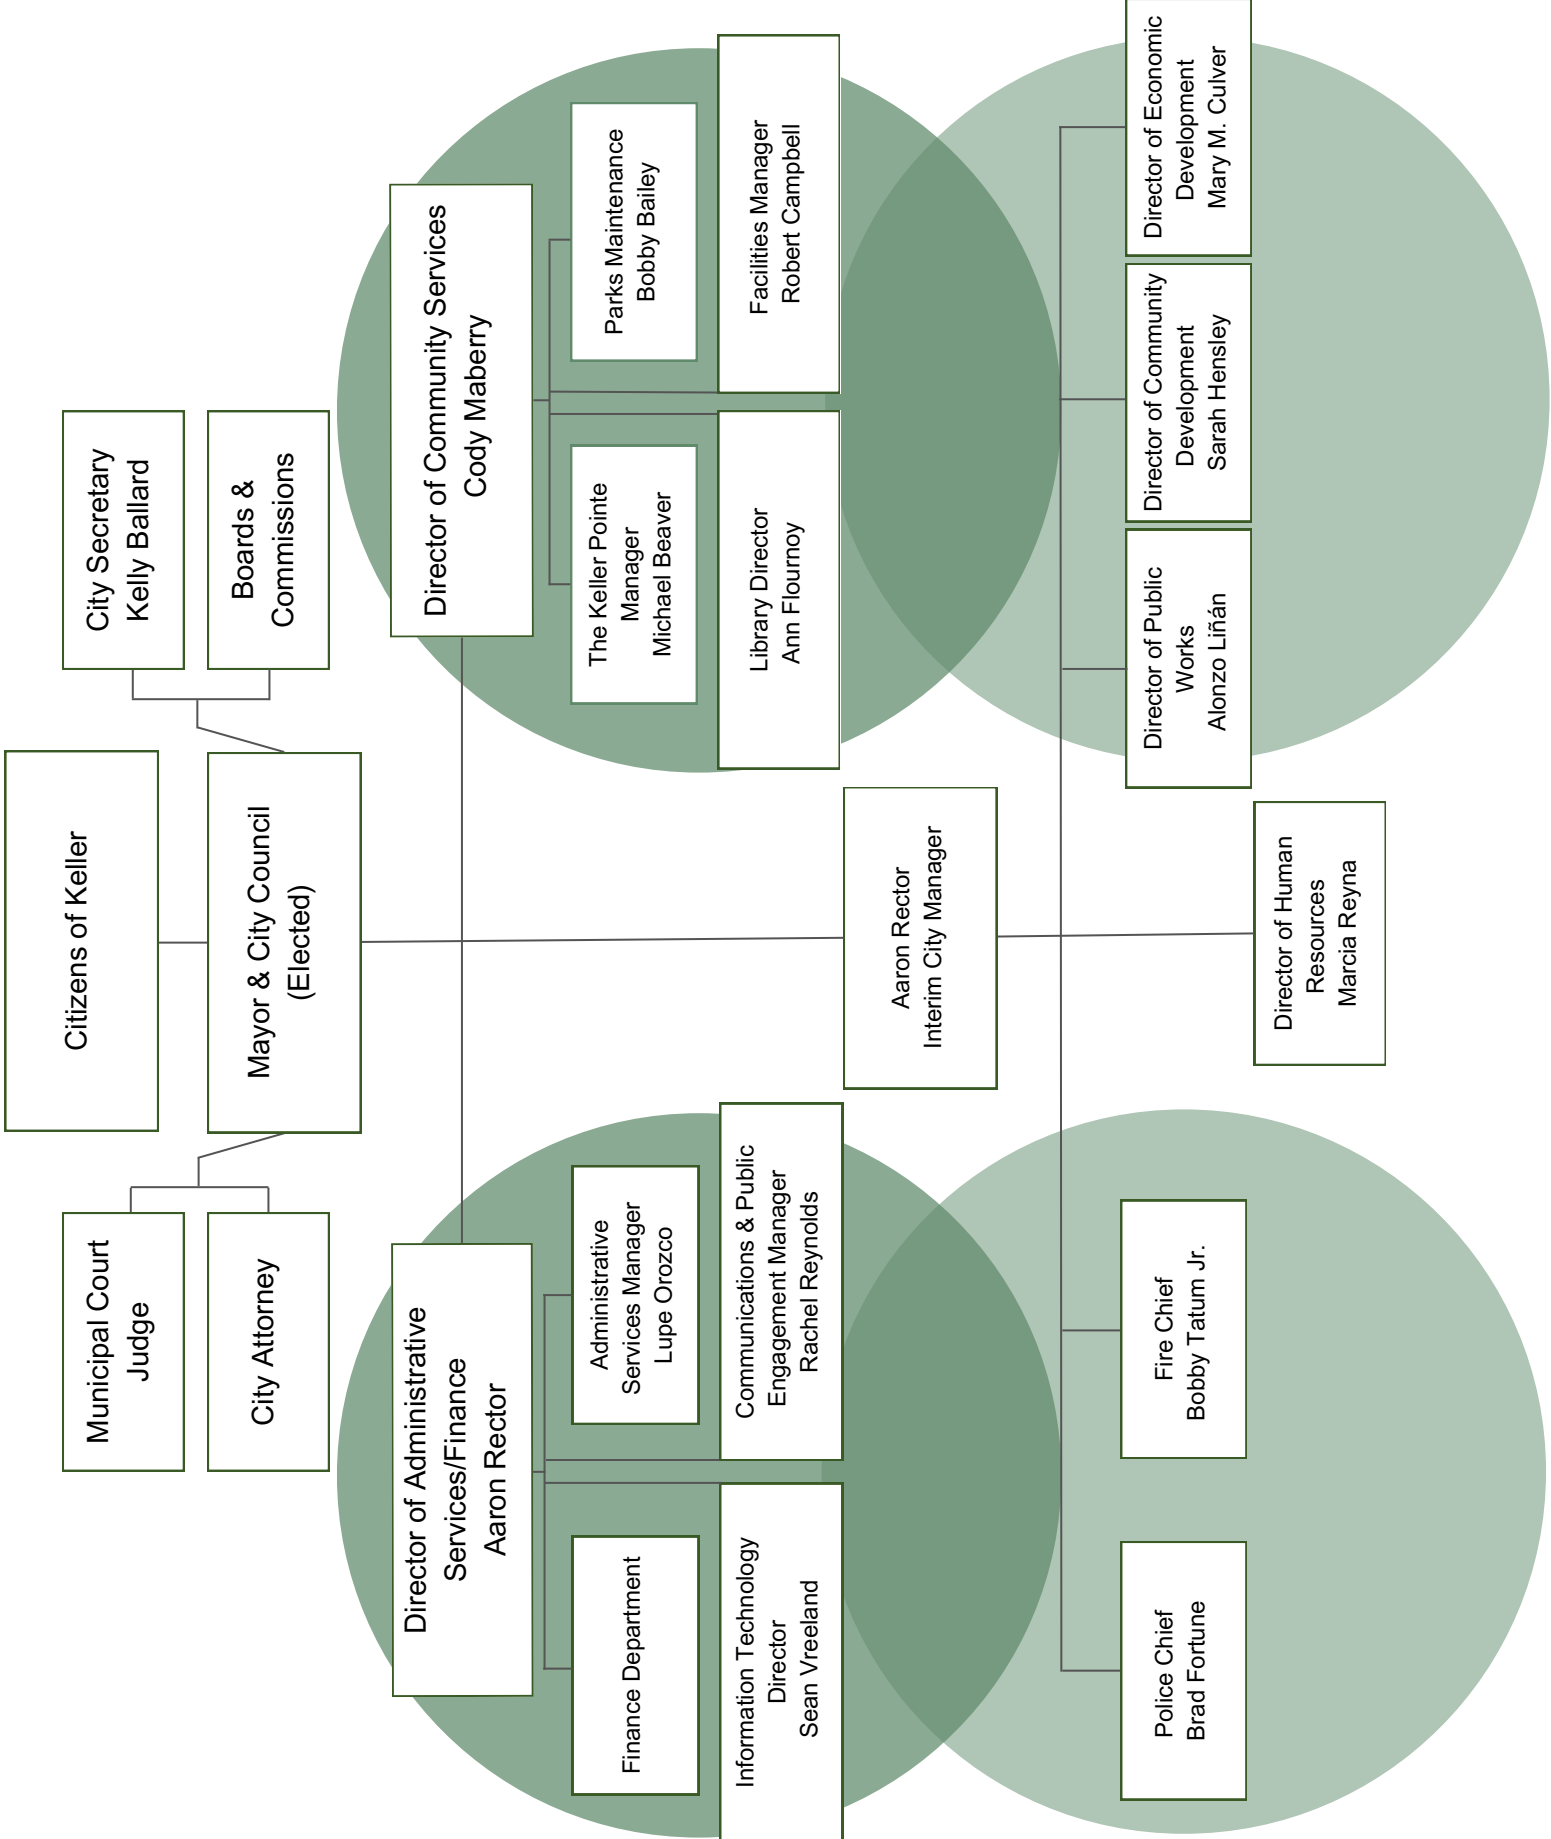 Citizens of Keller
Municipal Court
Judge
City Secretary
Kelly Ballard
City Attorney
Mayor & City Council
(Elected)
Boards &
Commissions
Director of Administrative
Services/Finance
Aaron Rector
Director of Community Services
Cody Maberry
Finance Department
Administrative
Services Manager
Lupe Orozco
The Keller Pointe
Manager
Michael Beaver
Parks Maintenance
Bobby Bailey
Information Technology
Director
Sean Vreeland
Communications & Public
Engagement Manager
Rachel Reynolds
Library Director
Ann Flournoy
Facilities Manager
Robert Campbell
Aaron Rector
Interim City Manager
Police Chief
Brad Fortune
Fire Chief
Bobby Tatum Jr.
Director of Public
Works
Alonzo Liñán
Director of Community
Development
Sarah Hensley
Director of Economic
Development
Mary M. Culver
Director of Human
Resources
Marcia Reyna